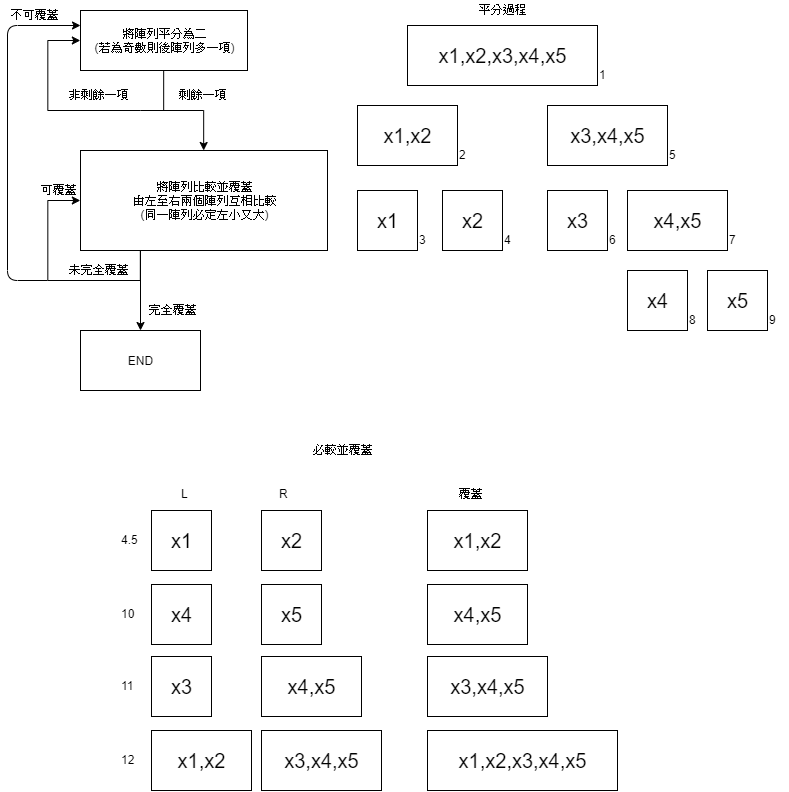 不可覆蓋
將陣列平分為二
(若為奇數則後陣列多一項)
非剩餘一項
剩餘一項
將陣列比較並覆蓋
由左至右兩個陣列互相比較
(同一陣列必定左小又大)
可覆蓋
未完全覆蓋
完全覆蓋
END
平分過程
x1,x2,x3,x4,x5
1
x1,x2
2
x3,x4,x5
5
x1
3
x2
4
x3
6
x4,x5
7
x4
8
x5
9
必較並覆蓋
L
R
覆蓋
4.5
x1
x2
x1,x2
10
x4
x5
x4,x5
11
x3
x4,x5
x3,x4,x5
12
x1,x2
x3,x4,x5
x1,x2,x3,x4,x5